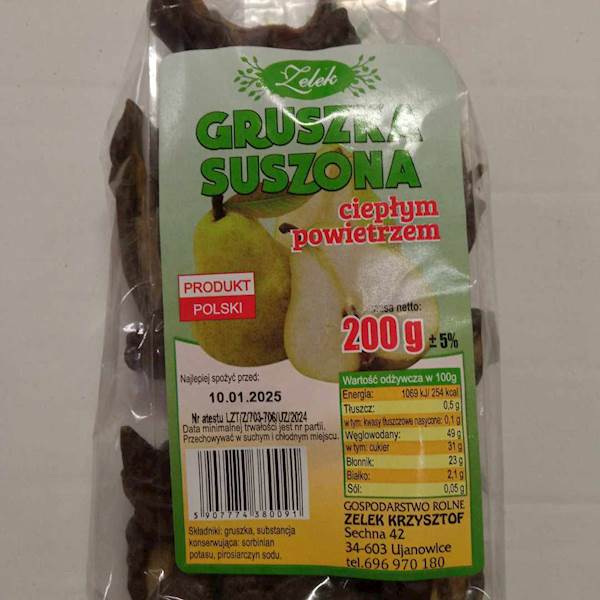 Zelek
GRUSZKA
SUSZONA
ciepłym
powietrzem
PRODUKT
POLSKI
netto:
200 g ± 5%
Najlepiej spożyć przed:
10.01.2025
Nr atestu LZT/Z/703-706/UZ/2024
Data minimalnej trwałości jest nr partii.
Przechowywać w suchym i chłodnym miejscu.
5 907774 380091
Składniki: gruszka, substancja
konserwująca: sorbinian
potasu, pirosiarczyn sodu.
Wartość odżywcza w 100g
Energia: 1069 kJ/ 254 kcal
Tłuszcz: 0,5 g
w tym: kwasy tłuszczowe nasycone: 0,1 g
Węglowodany: 49 g
w tym: cukier 31 g
Błonnik: 23 g
Białko: 2,1 g
Sól: 0,05 g
GOSPODARSTWO ROLNE
ZELEK KRZYSZTOF
Sechna 42
34-603 Ujanowice
tel.696 970 180